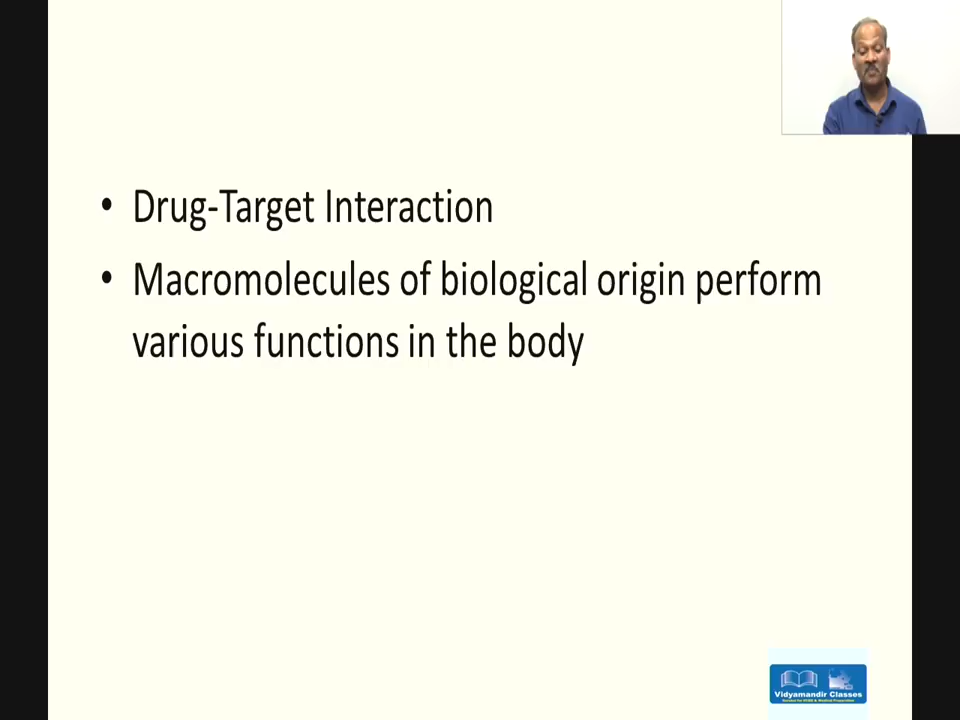 • Drug-Target Interaction
• Macromolecules of biological origin perform
various functions in the body
Vidyamandir Classes